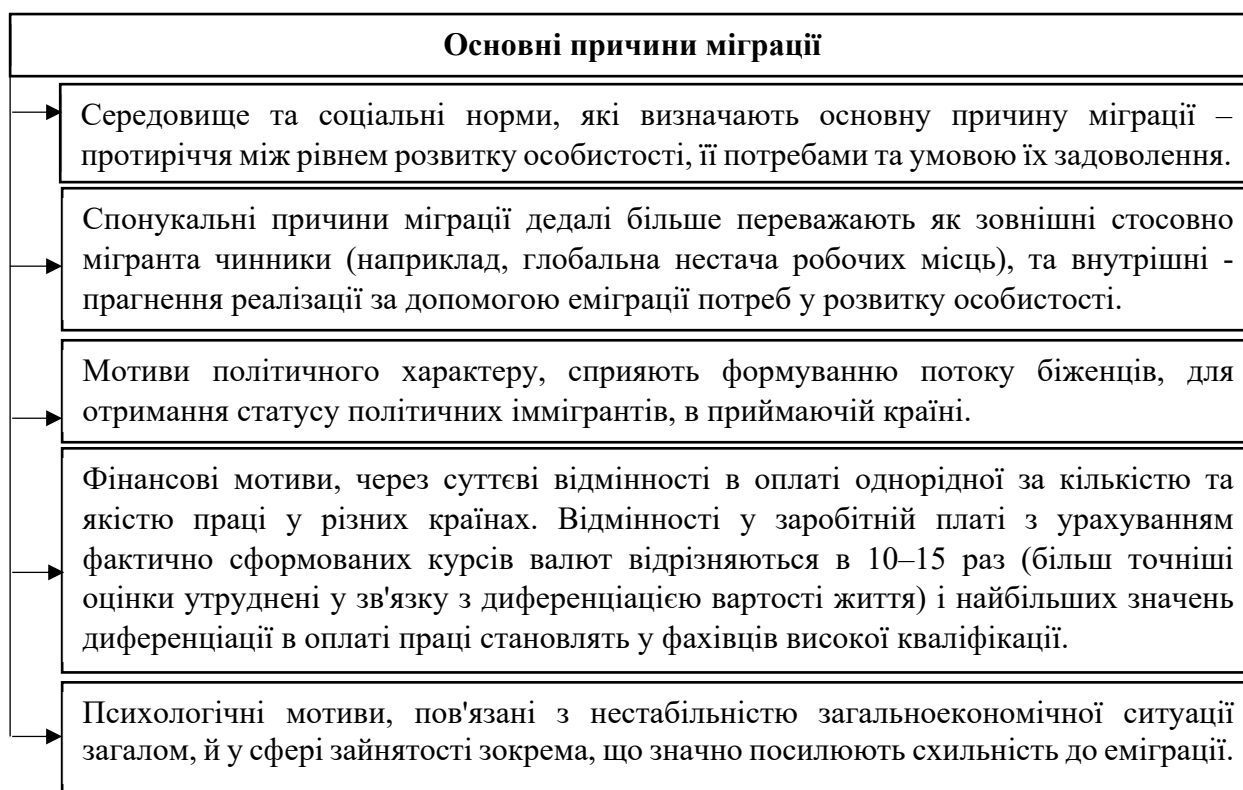 Основні причини міграції
Середовище та соціальні норми, які визначають основну причину міграції –
протиріччя між рівнем розвитку особистості, її потребами та умовою їх задоволення.
Спонукальні причини міграції дедалі більше переважають як зовнішні стосовно
мігранта чинники (наприклад, глобальна нестача робочих місць), та внутрішні -
прагнення реалізації за допомогою еміграції потреб у розвитку особистості.
Мотиви політичного характеру, сприяють формуванню потоку біженців, для
отримання статусу політичних іммігрантів, в приймаючій країні.
Фінансові мотиви, через суттєві відмінності в оплаті однорідної за кількістю та
якістю праці у різних країнах. Відмінності у заробітній платі з урахуванням
фактично сформованих курсів валют відрізняються в 10–15 раз (більш точніші
оцінки утруднені у зв'язку з диференціацією вартості життя) і найбільших значень
диференціації в оплаті праці становлять у фахівців високої кваліфікації.
Психологічні мотиви, пов'язані з нестабільністю загальноекономічної ситуації
загалом, й у сфері зайнятості зокрема, що значно посилюють схильність до еміграції.